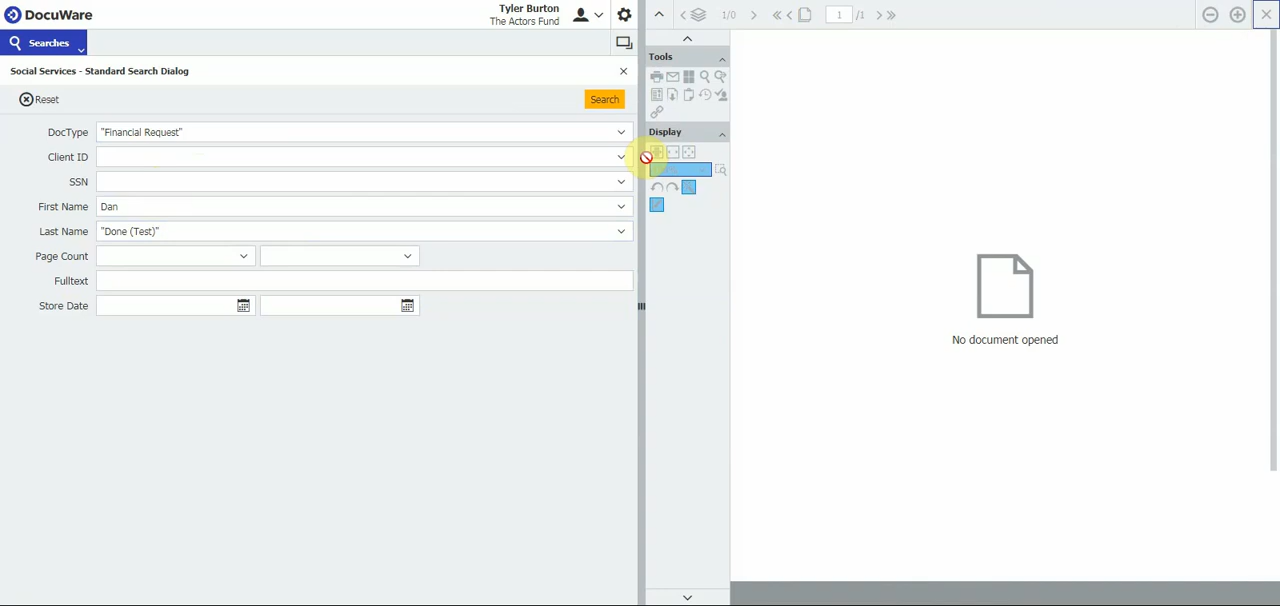 DocuWare
Tyler Burton
The Actors Fund
1/0
1
/1
Searches
Social Services - Standard Search Dialog
Reset
Search
DocType
"Financial Request"
Client ID
SSN
First Name
Dan
Last Name
"Done (Test)"
Page Count
Fulltext
Store Date
Tools
Display
No document opened